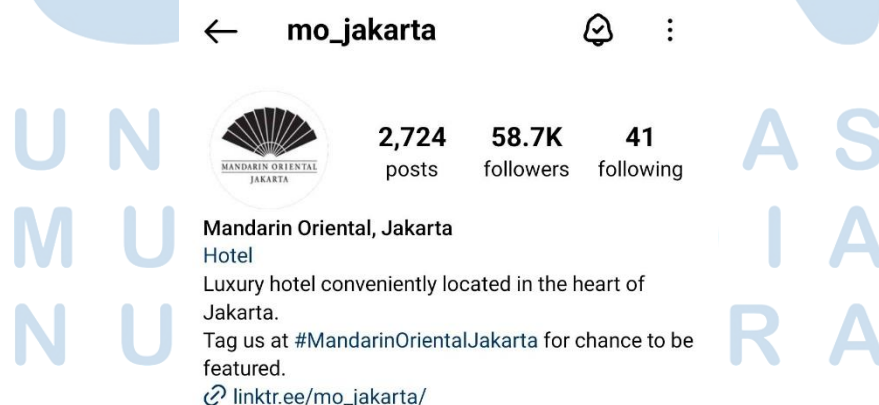 mo_jakarta
MANDARIN ORIENTAL
JAKARTA
2,724 58.7K 41
posts followers following
Mandarin Oriental, Jakarta
Hotel
Luxury hotel conveniently located in the heart of
Jakarta.
Tag us at #MandarinOrientalJakarta for chance to be
featured.
linktr.ee/mo_jakarta/
U N A S
M U I A
N U R A